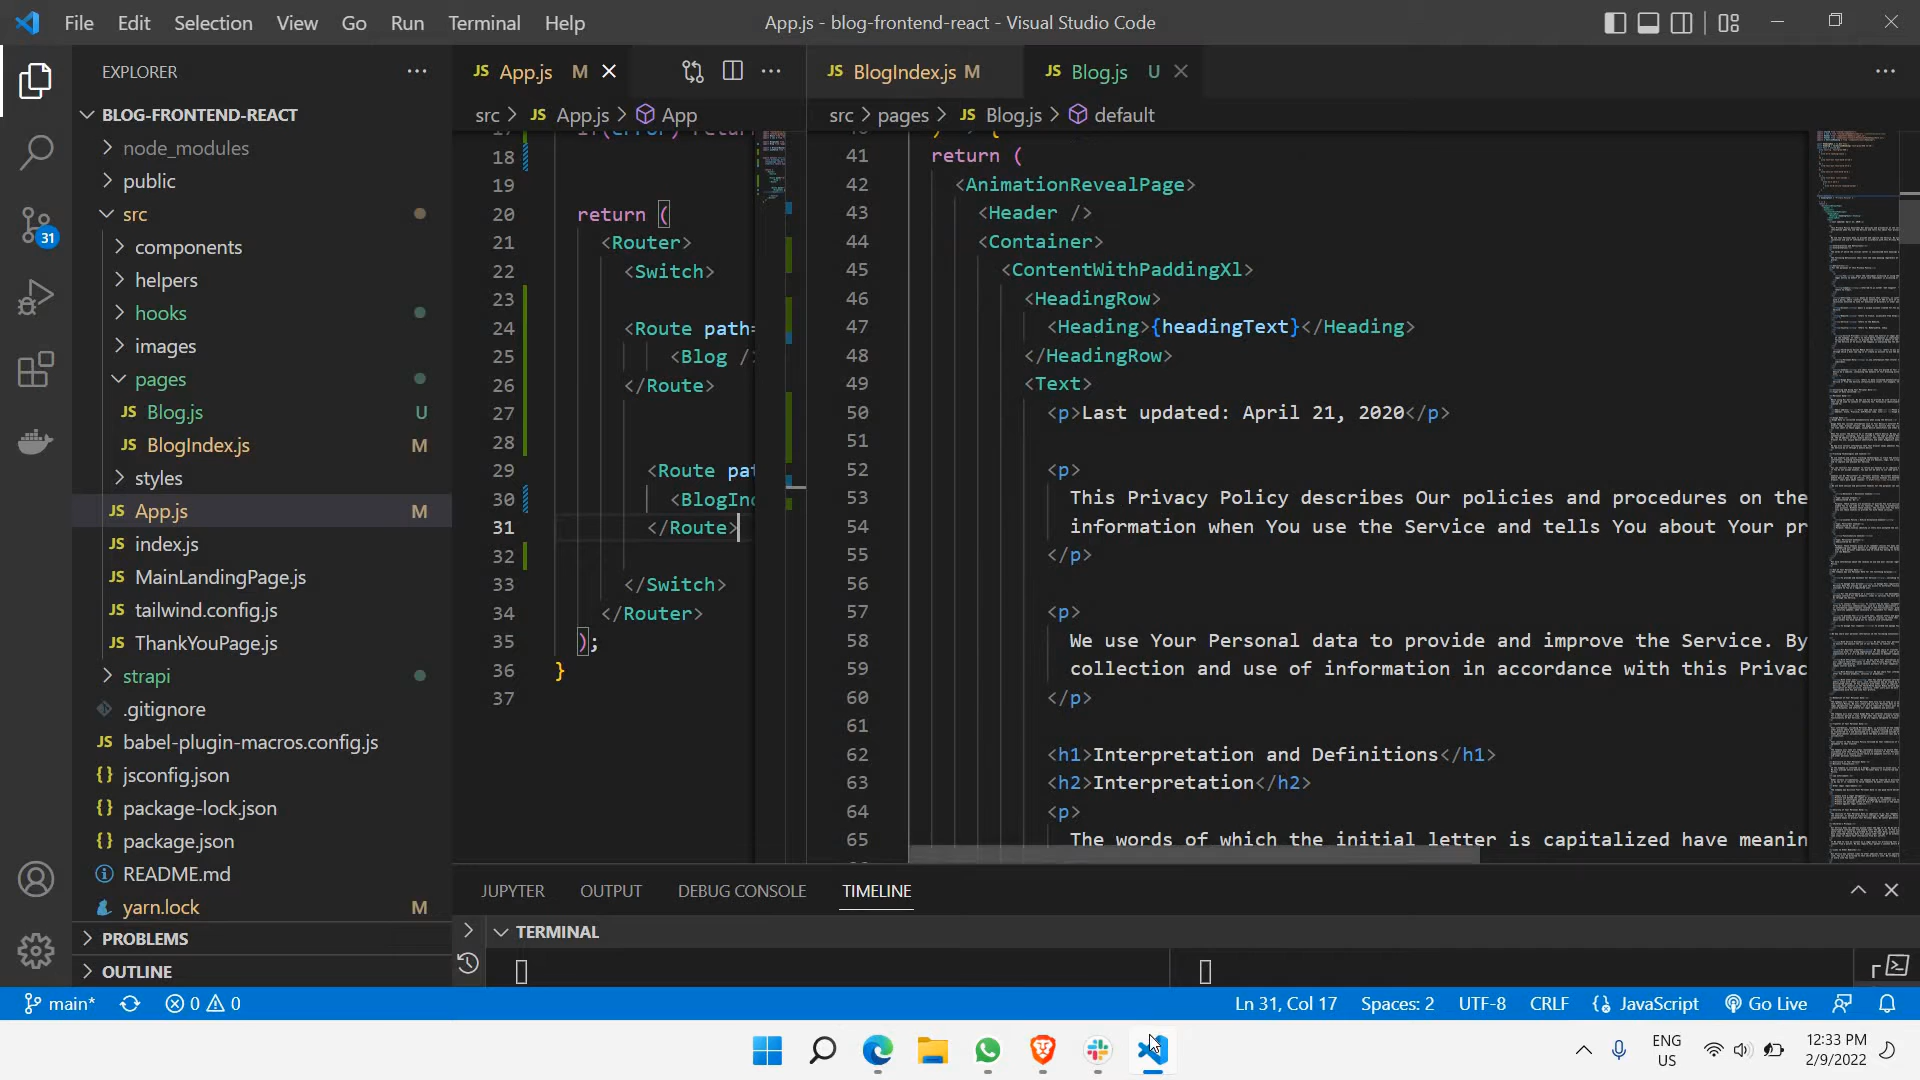 File Edit Selection View Go Run Terminal Help
App.js - blog-frontend-react - Visual Studio Code
EXPLORER
BLOG-FRONTEND-REACT
node_modules
public
src
components
helpers
hooks
images
pages
JS Blog.js U
JS BlogIndex.js M
styles
JS App.js M
JS index.js
JS MainLandingPage.js
JS tailwind.config.js
JS ThankYouPage.js
strapi
.gitignore
JS babel-plugin-macros.config.js
{} jsconfig.json
{} package-lock.json
{} package.json
README.md
yarn.lock M
PROBLEMS
OUTLINE
31
JS App.js M
src > JS App.js > App
17 if(error) retur
18
19
20 return (
21 <Router>
22 <Switch>
23
24 <Route path=
25 <Blog />
26 </Route>
27
28
29 <Route pat
30 <BlogInd
31 </Route>
32
33 </Switch>
34 </Router>
35 );
36 }
37
JS BlogIndex.js M
JS Blog.js U
src > pages > JS Blog.js > default
41 return (
42 <AnimationRevealPage>
43 <Header />
44 <Container>
45 <ContentWithPaddingXl>
46 <HeadingRow>
47 <Heading>{headingText}</Heading>
48 </HeadingRow>
49 <Text>
50 <p>Last updated: April 21, 2020</p>
51
52 <p>
53 This Privacy Policy describes Our policies and procedures on the
54 information when You use the Service and tells You about Your pr
55 </p>
56
57 <p>
58 We use Your Personal data to provide and improve the Service. By
59 collection and use of information in accordance with this Privac
60 </p>
61
62 <h1>Interpretation and Definitions</h1>
63 <h2>Interpretation</h2>
64 <p>
65 The words of which the initial letter is capitalized have meanin
JUPYTER OUTPUT DEBUG CONSOLE TIMELINE
TERMINAL
main* 0 0
Ln 31, Col 17 Spaces: 2 UTF-8 CRLF JavaScript Go Live
ENG
US
12:33 PM
2/9/2022